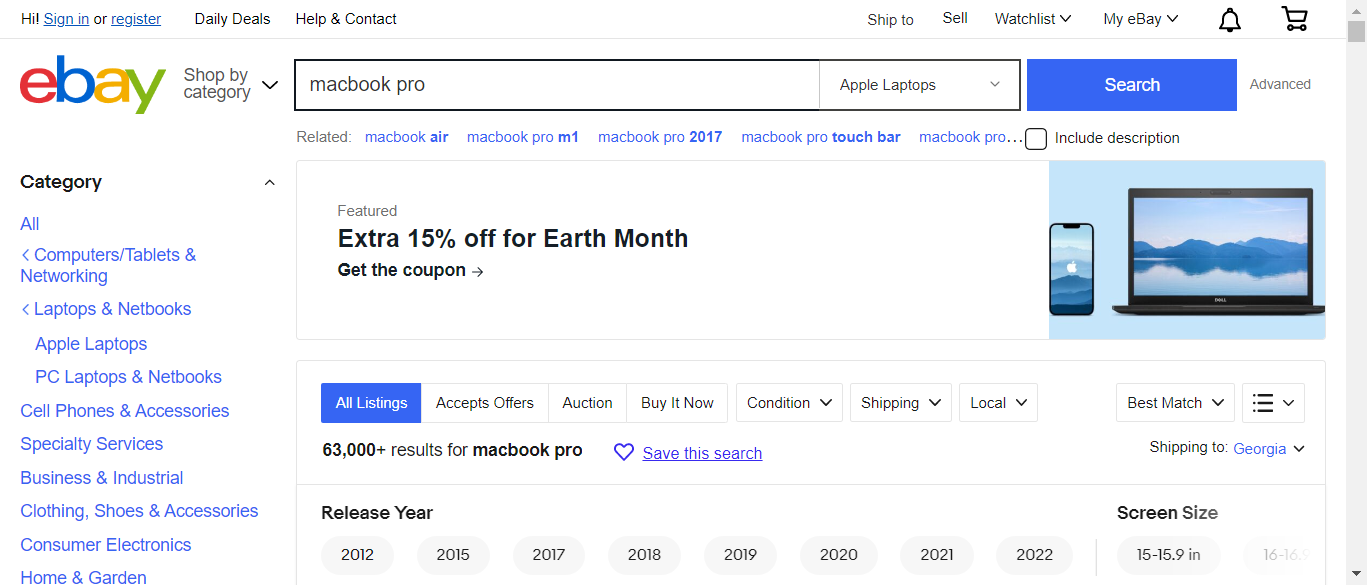 Hi! Sign in or register Daily Deals Help & Contact Ship to Sell Watchlist My eBay
ebay Shop by category macbook pro Apple Laptops Search Advanced
Related: macbook air macbook pro m1 macbook pro 2017 macbook pro touch bar macbook pro... Include description
Category
All
Computers/Tablets &
Networking
Laptops & Netbooks
Apple Laptops
PC Laptops & Netbooks
Cell Phones & Accessories
Specialty Services
Business & Industrial
Clothing, Shoes & Accessories
Consumer Electronics
Home & Garden
Featured
Extra 15% off for Earth Month
Get the coupon →
DELL
All Listings Accepts Offers Auction Buy It Now Condition Shipping Local Best Match
63,000+ results for macbook pro Save this search Shipping to: Georgia
Release Year Screen Size
2012 2015 2017 2018 2019 2020 2021 2022 15-15.9 in 16-16.9